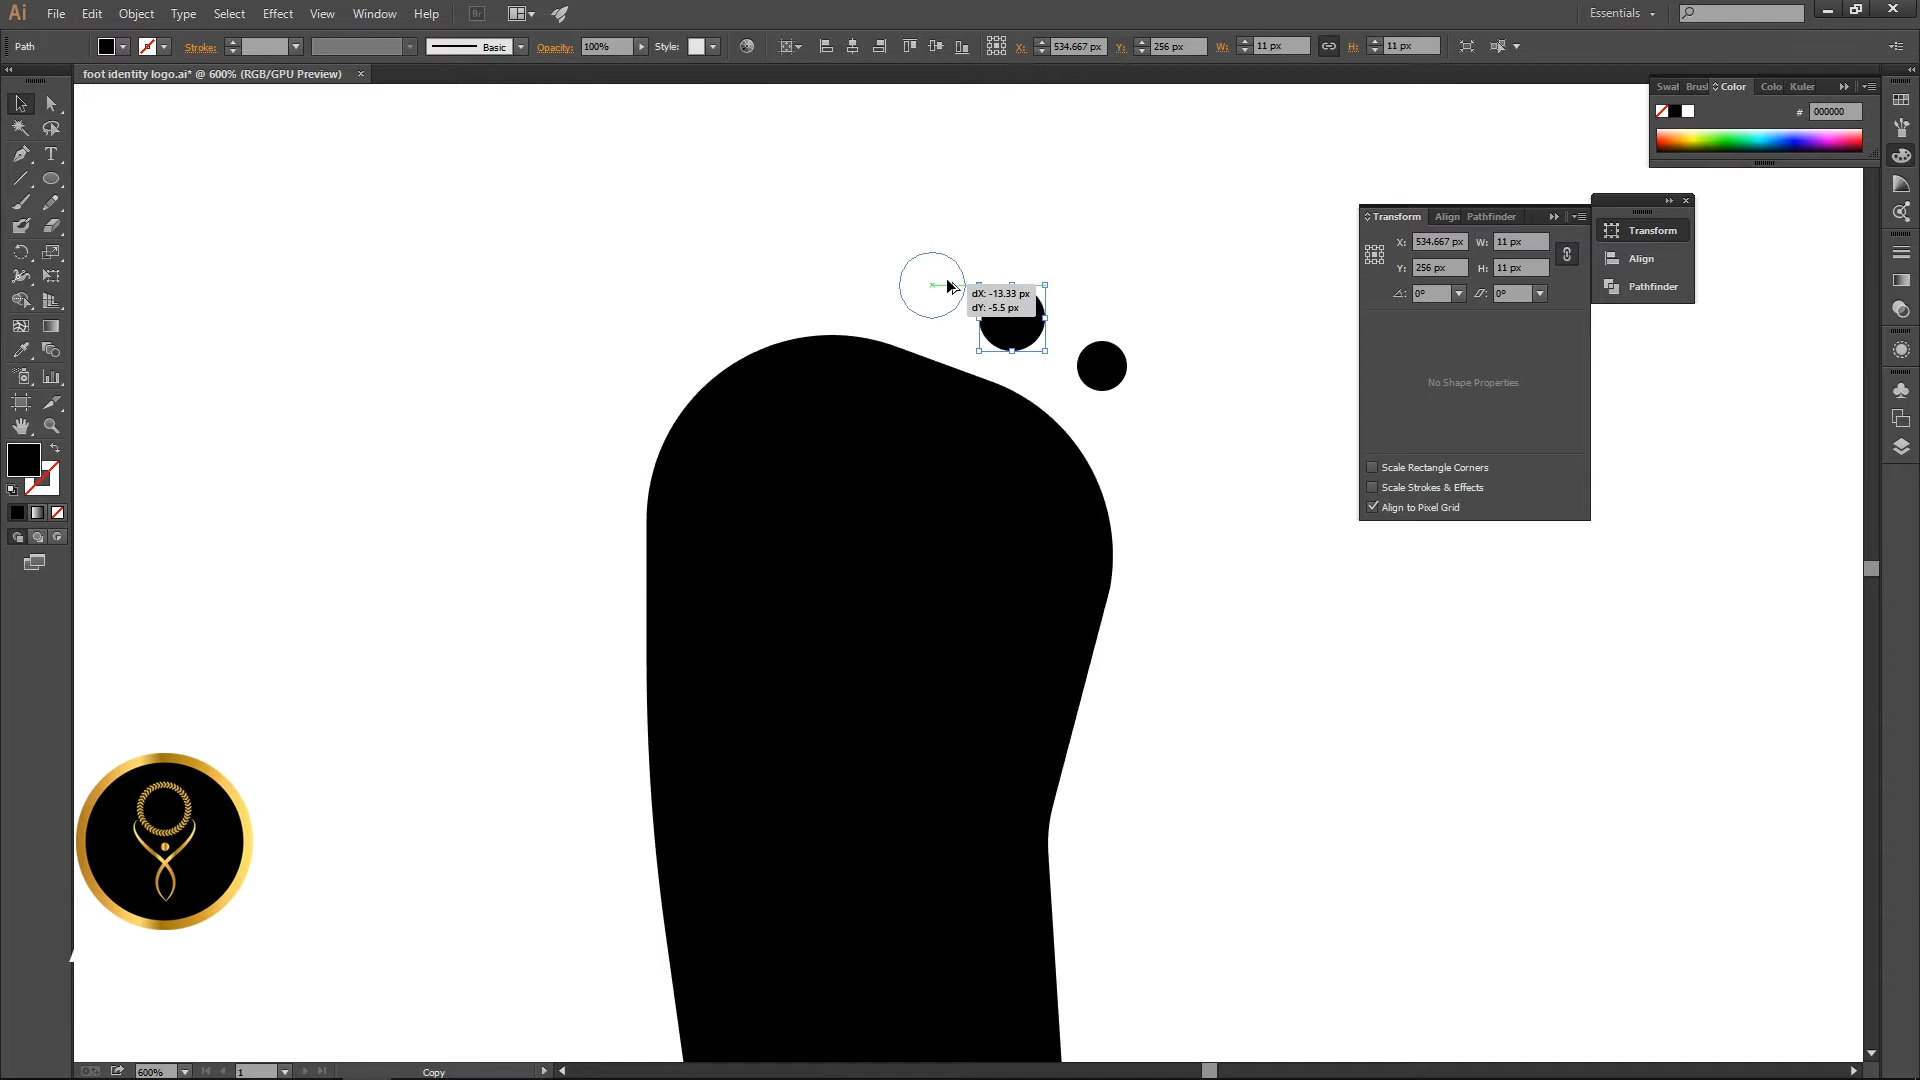 Ai File Edit Object Type Select Effect View Window Help Br Essentials
Path Stroke: Basic Opacity: 100% Style: X: 534.667 px Y: 256 px W: 11 px H: 11 px
foot identity logo.ai* @ 600% (RGB/GPU Preview) ×
Swat Brusl Color Colo Kuler
# 000000
Transform Align Pathfinder
X: 534.667 px W: 11 px
Y: 256 px H: 11 px
0° 0°
No Shape Properties
Scale Rectangle Corners
Scale Strokes & Effects
Align to Pixel Grid
Transform
Align
Pathfinder
dX: -13.33 px
dY: -5.5 px
T
600% 1 Copy